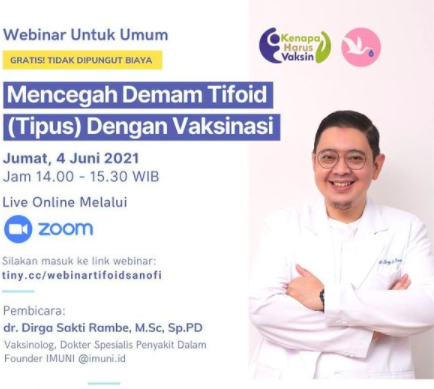 Webinar Untuk Umum
GRATIS! TIDAK DIPUNGUT BIAYA
Kenapa
Harus
Vaksin
Mencegah Demam Tifoid
(Tipus) Dengan Vaksinasi
Jumat, 4 Juni 2021
Jam 14.00 - 15.30 WIB
Live Online Melalui
zoom
Silakan masuk ke link webinar:
tiny.cc/webinartifoidsanofi
Pembicara:
dr. Dirga Sakti Rambe, M.Sc, Sp.PD
Vaksinolog, Dokter Spesialis Penyakit Dalam
Founder IMUNI @imuni.id